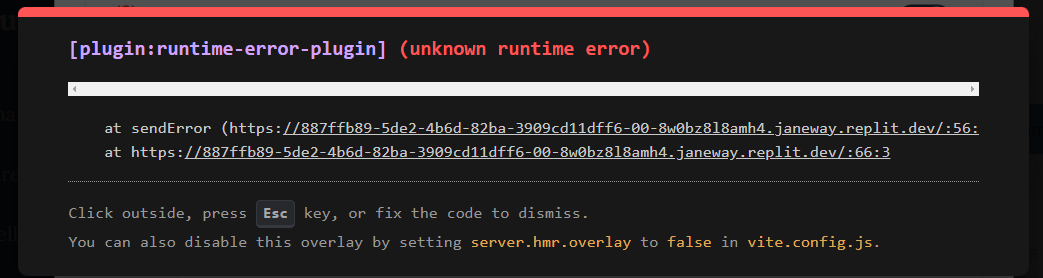 [plugin:runtime-error-plugin] (unknown runtime error)
at sendError (https://887ffb89-5de2-4b6d-82ba-3909cd11dff6-00-8w0bz8l8amh4.janeway.replit.dev/:56:
at https://887ffb89-5de2-4b6d-82ba-3909cd11dff6-00-8w0bz8l8amh4.janeway.replit.dev/:66:3
Click outside, press Esc key, or fix the code to dismiss.
You can also disable this overlay by setting server.hmr.overlay to false in vite.config.js.